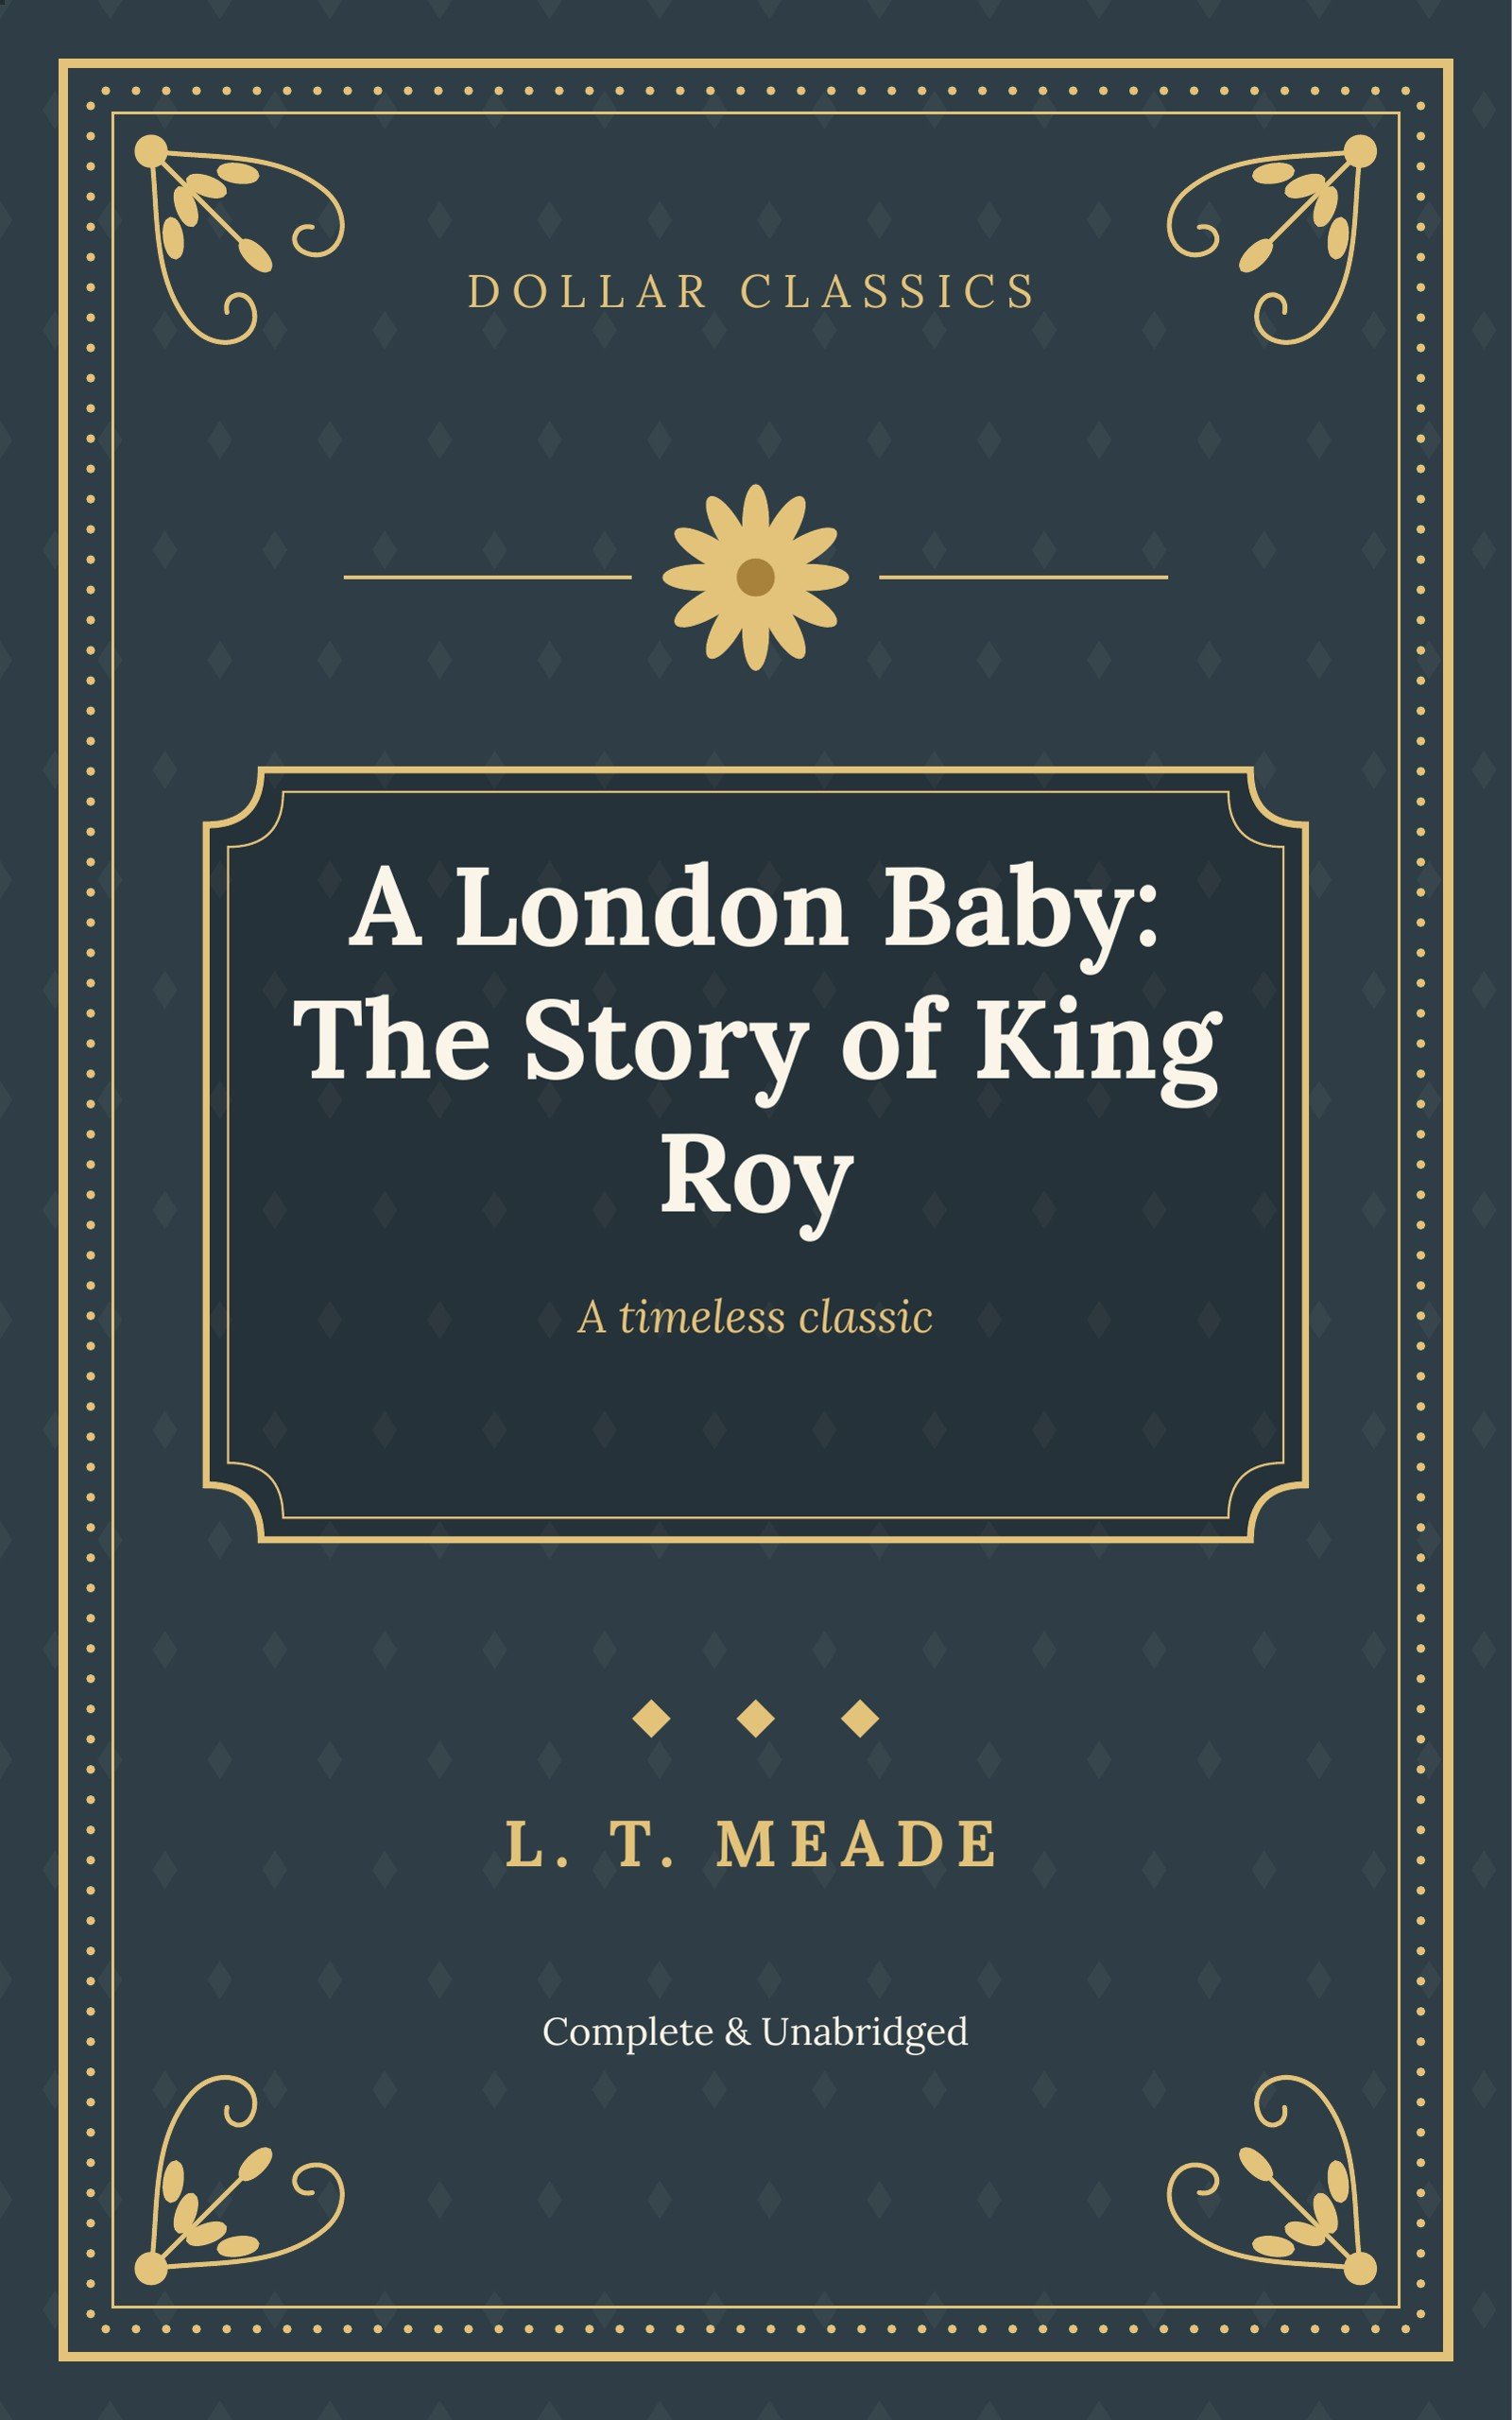 DOLLAR CLASSICS
A London Baby:
The Story of King
Roy
A timeless classic
L. T. MEADE
Complete & Unabridged